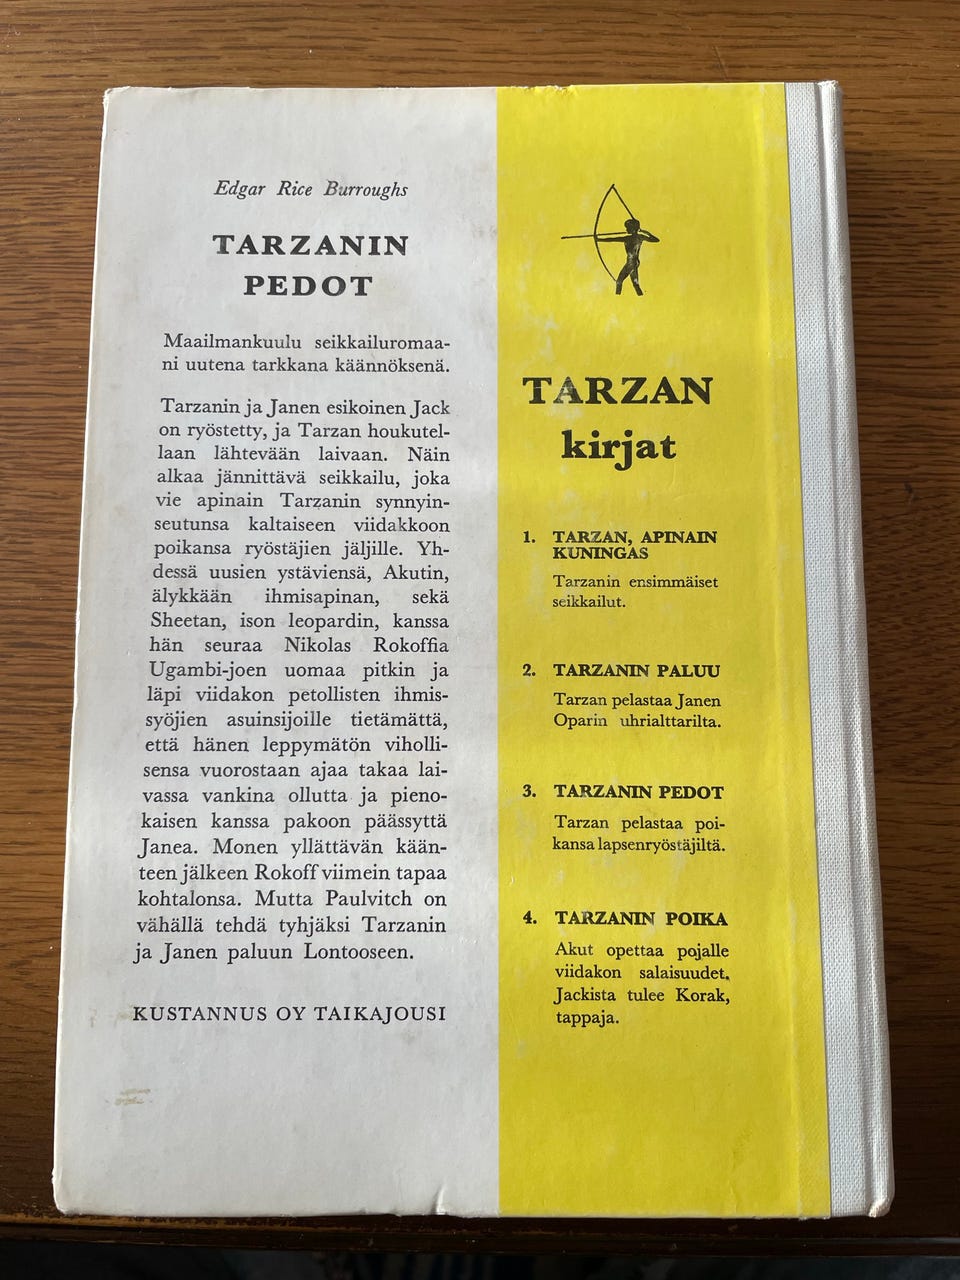 Edgar Rice Burroughs
TARZANIN
PEDOT
Maailmankuulu seikkailuromaa-
ni uutena tarkkana käännöksenä.
Tarzanin ja Janen esikoinen Jack
on ryöstetty, ja Tarzan houkutel-
laan lähtevään laivaan. Näin
alkaa jännittävä seikkailu, joka
vie apinain Tarzanin synnyin-
seutunsa kaltaiseen viidakkoon
poikansa ryöstäjien jäljille. Yh-
dessä uusien ystäviensä, Akutin,
älykkään ihmisapinan, sekä
Sheetan, ison leopardin, kanssa
hän seuraa Nikolas Rokoffia
Ugambi-joen uomaa pitkin ja
läpi viidakon petollisten ihmis-
syöjien asuinsijoille tietämättä,
että hänen leppymätön vihol­li-
sensa vuorostaan ajaa takaa lai-
vassa vankina ollutta ja pieno-
kaisen kanssa pakoon päässyttä
Janea. Monen yllättävän kään-
teen jälkeen Rokoff viimein tapaa
kohtalonsa. Mutta Paulvitch on
vähällä tehdä tyhjäksi Tarzanin
ja Janen paluun Lontooseen.
KUSTANNUS OY TAIKAJOUSI
TARZAN
kirjat
1. TARZAN, APINAIN
KUNINGAS
Tarzanin ensimmäiset
seikkailut.
2. TARZANIN PALUU
Tarzan pelastaa Janen
Oparin uhrialttarilta.
3. TARZANIN PEDOT
Tarzan pelastaa poi-
kansa lapsenryöstäjiltä.
4. TARZANIN POIKA
Akut opettaa pojalle
viidakon salaisuudet.
Jackista tulee Korak,
tappaja.